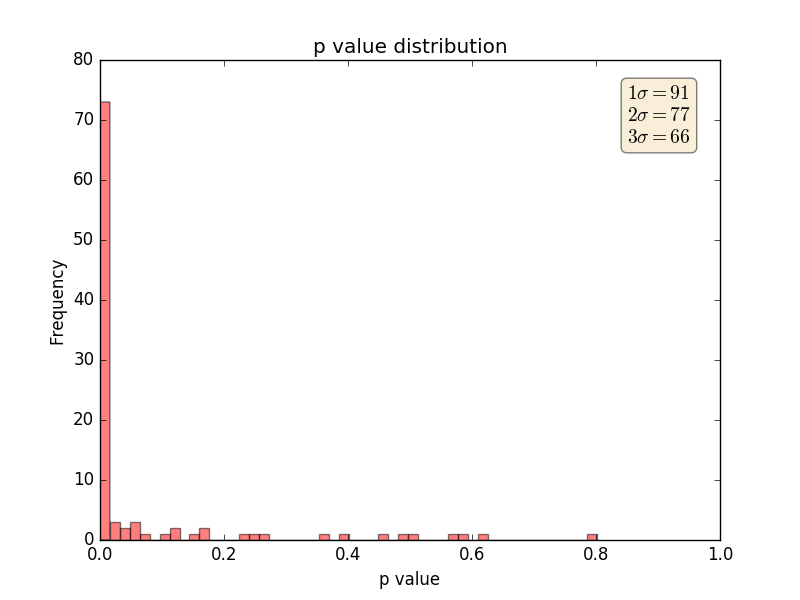 p value distribution
80
70
60
50
40
30
20
10
0
Frequency
1σ = 91
2σ = 77
3σ = 66
0.0 0.2 0.4 0.6 0.8 1.0
p value